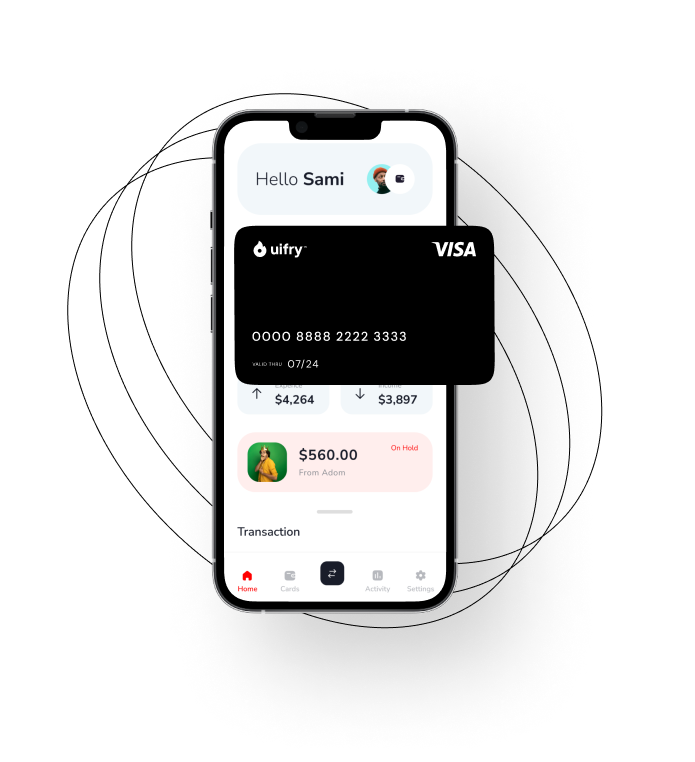 Hello Sami
uifry™
VISA
0000 8888 2222 3333
VALID THRU 07/24
Expence
Income
$4,264
$3,897
$560.00
On Hold
From Adom
Transaction
Home
Cards
Activity
Settings